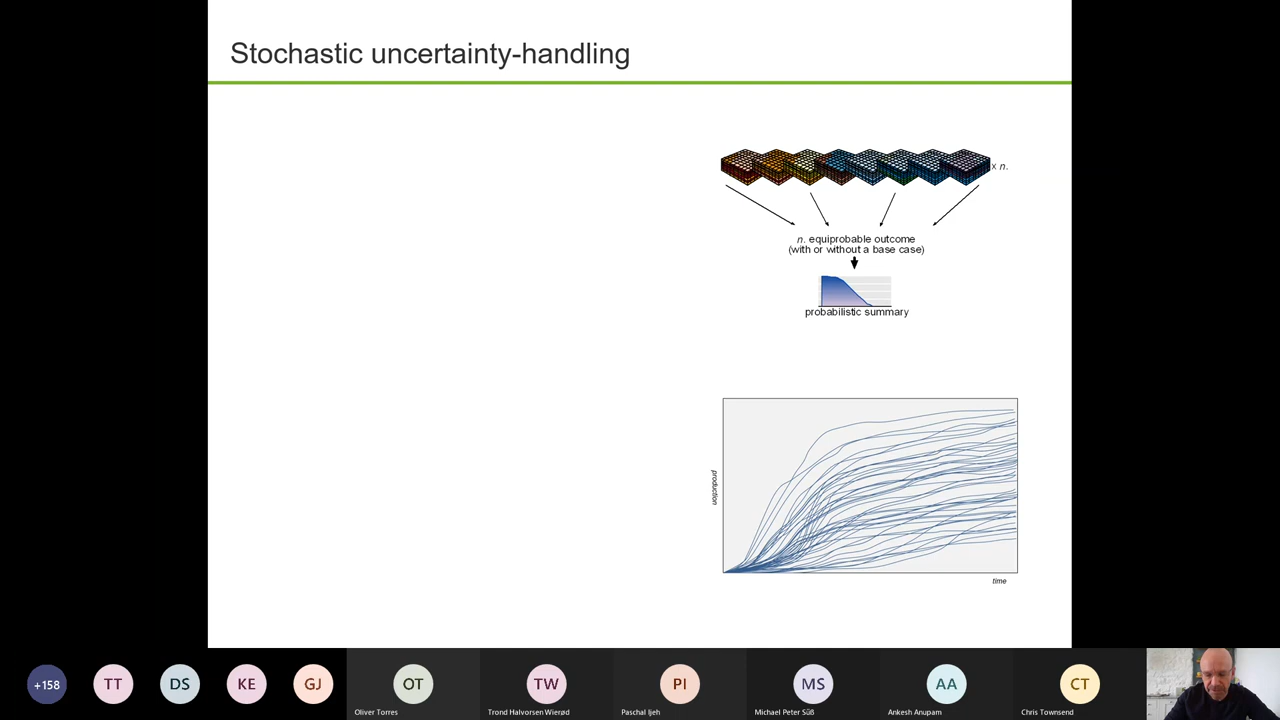 Stochastic uncertainty-handling
x n.
n. equiprobable outcome
(with or without a base case)
probabilistic summary
production
time
+158
TT
DS
KE
GJ
OT
TW
PI
MS
AA
CT
Oliver Torres
Trond Halvorsen Wierød
Paschal Ijeh
Michael Peter Süß
Ankesh Anupam
Chris Townsend